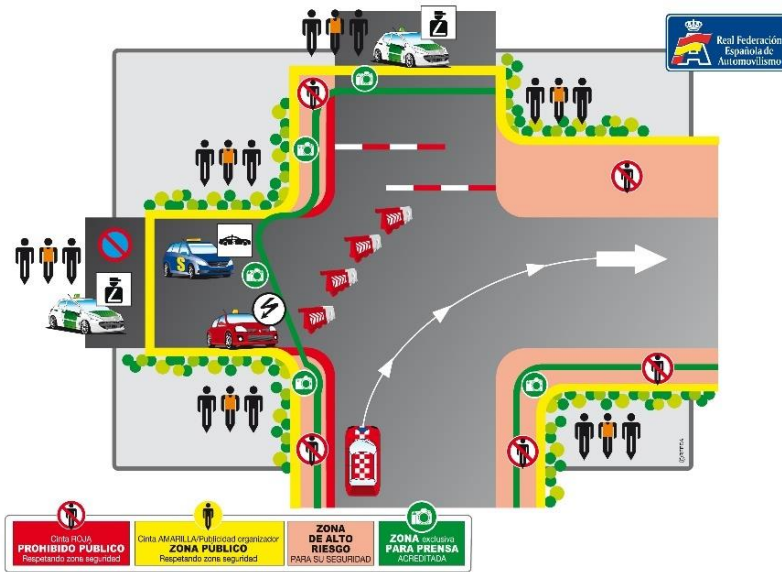 Real Federación
Española de
Automovilismo
S
Cinta ROJA
PROHIBIDO PÚBLICO
Respetando zona seguridad
Cinta AMARILLA/Publicidad organizador
ZONA PÚBLICO
Respetando zona seguridad
ZONA
DE ALTO
RIESGO
PARA SU SEGURIDAD
ZONA exclusiva
PARA PRENSA
ACREDITADA